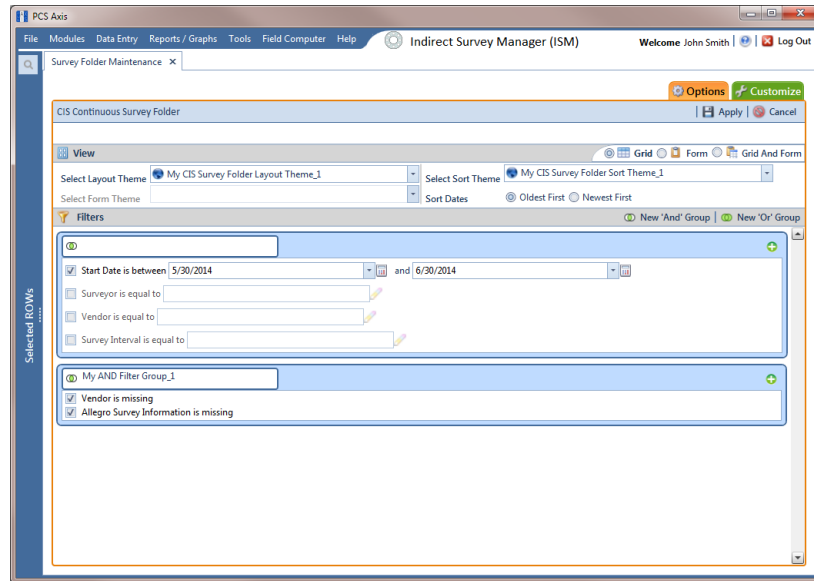 PCS Axis
File Modules Data Entry Reports / Graphs Tools Field Computer Help Indirect Survey Manager (ISM) Welcome John Smith | Log Out
Survey Folder Maintenance X
Options Customize
CIS Continuous Survey Folder | Apply | Cancel
View Grid Form Grid And Form
Select Layout Theme My CIS Survey Folder Layout Theme_1 Select Sort Theme My CIS Survey Folder Sort Theme_1
Select Form Theme Sort Dates Oldest First Newest First
Filters New 'And' Group | New 'Or' Group
Start Date is between 5/30/2014 and 6/30/2014
Surveyor is equal to
Vendor is equal to
Survey Interval is equal to
My AND Filter Group_1
Vendor is missing
Allegro Survey Information is missing
Selected ROWs